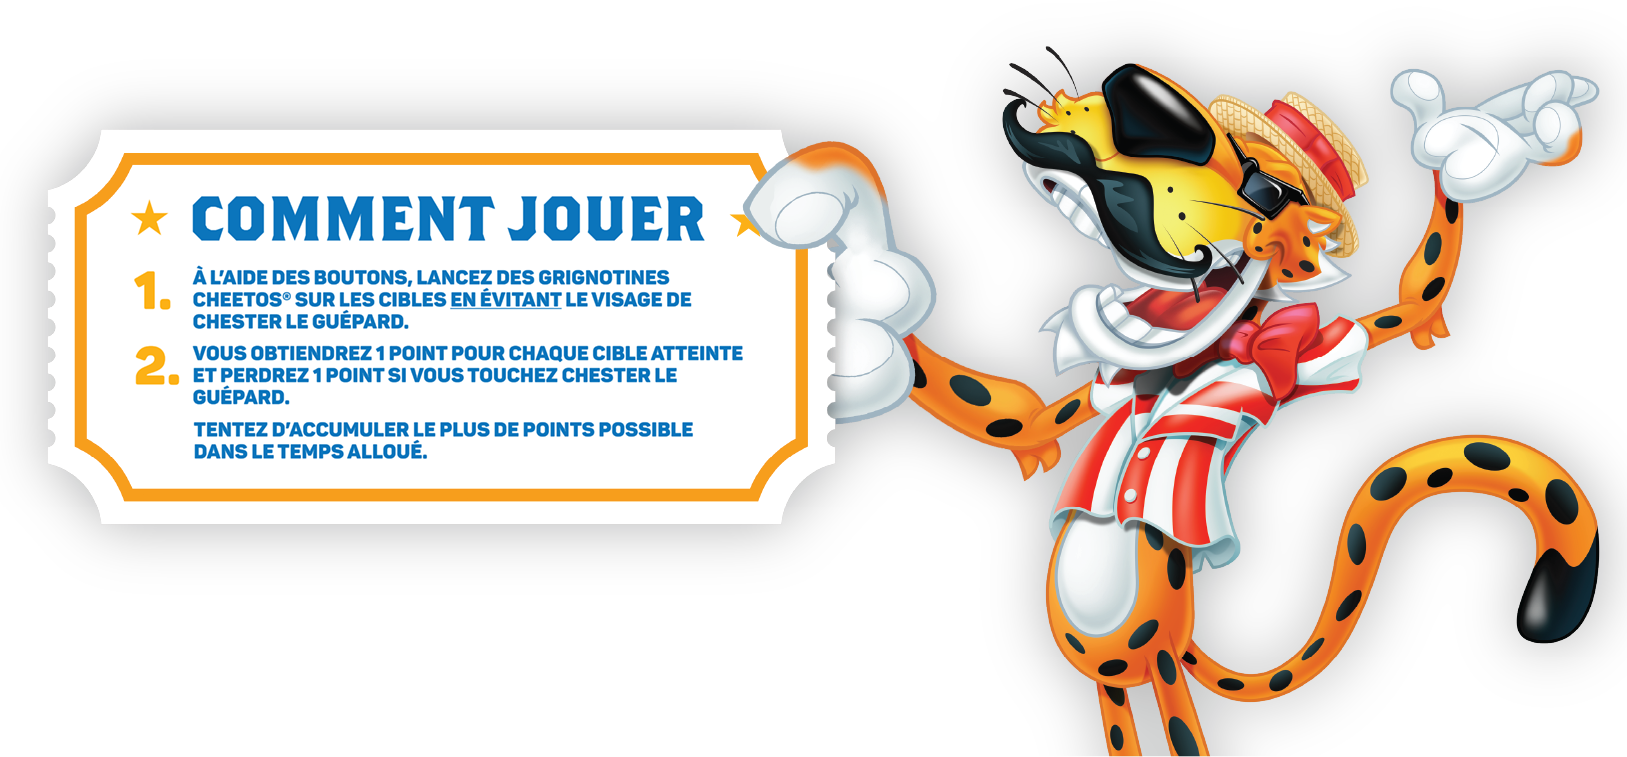 COMMENT JOUER
1. À L'AIDE DES BOUTONS, LANCEZ DES GRIGNOTINES
CHEETOS® SUR LES CIBLES EN ÉVITANT LE VISAGE DE
CHESTER LE GUÉPARD.
2. VOUS OBTIENDREZ 1 POINT POUR CHAQUE CIBLE ATTEINTE
ET PERDREZ 1 POINT SI VOUS TOUCHEZ CHESTER LE
GUÉPARD.
TENTEZ D'ACCUMULER LE PLUS DE POINTS POSSIBLE
DANS LE TEMPS ALLOUÉ.